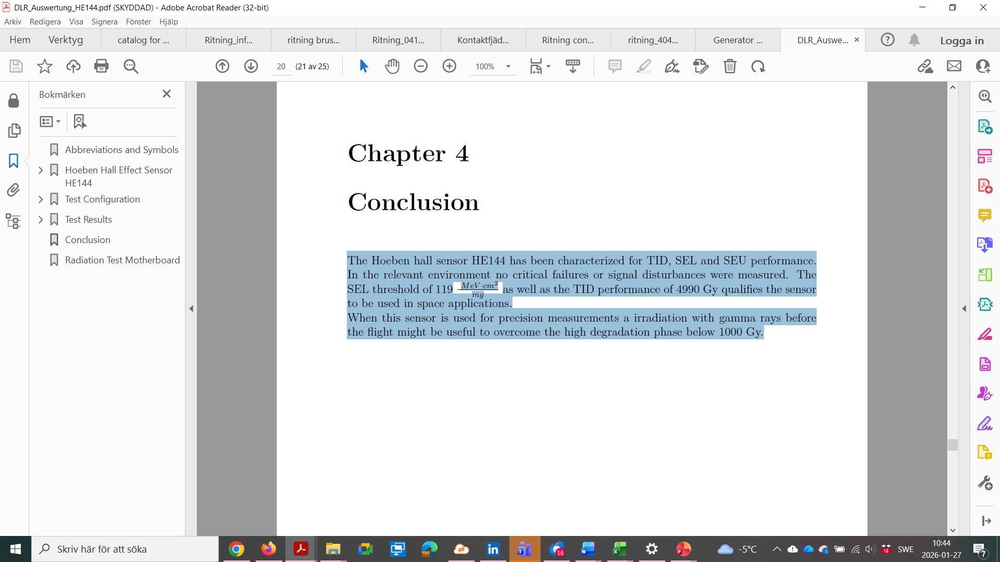 DLR_Auswertung_HE144.pdf (SKYDDAD) - Adobe Acrobat Reader (32-bit)
Arkiv Redigera Visa Signera Fönster Hjälp
Hem Verktyg catalog for ... Ritning_inf... ritning brus... Ritning_041... Kontaktfjäd... Ritning con... ritning_404... Generator ... DLR_Auswe... Logga in
20 (21 av 25) 100%
Bokmärken
Abbreviations and Symbols
Hoeben Hall Effect Sensor
HE144
Test Configuration
Test Results
Conclusion
Radiation Test Motherboard
Chapter 4
Conclusion
The Hoeben hall sensor HE144 has been characterized for TID, SEL and SEU performance.
In the relevant environment no critical failures or signal disturbances were measured. The
SEL threshold of 119 MeV·cm²/mg as well as the TID performance of 4990 Gy qualifies the sensor
to be used in space applications.
When this sensor is used for precision measurements a irradiation with gamma rays before
the flight might be useful to overcome the high degradation phase below 1000 Gy.
Skriv här för att söka
16
-5°C
12
SWE
10:44
2026-01-27
7